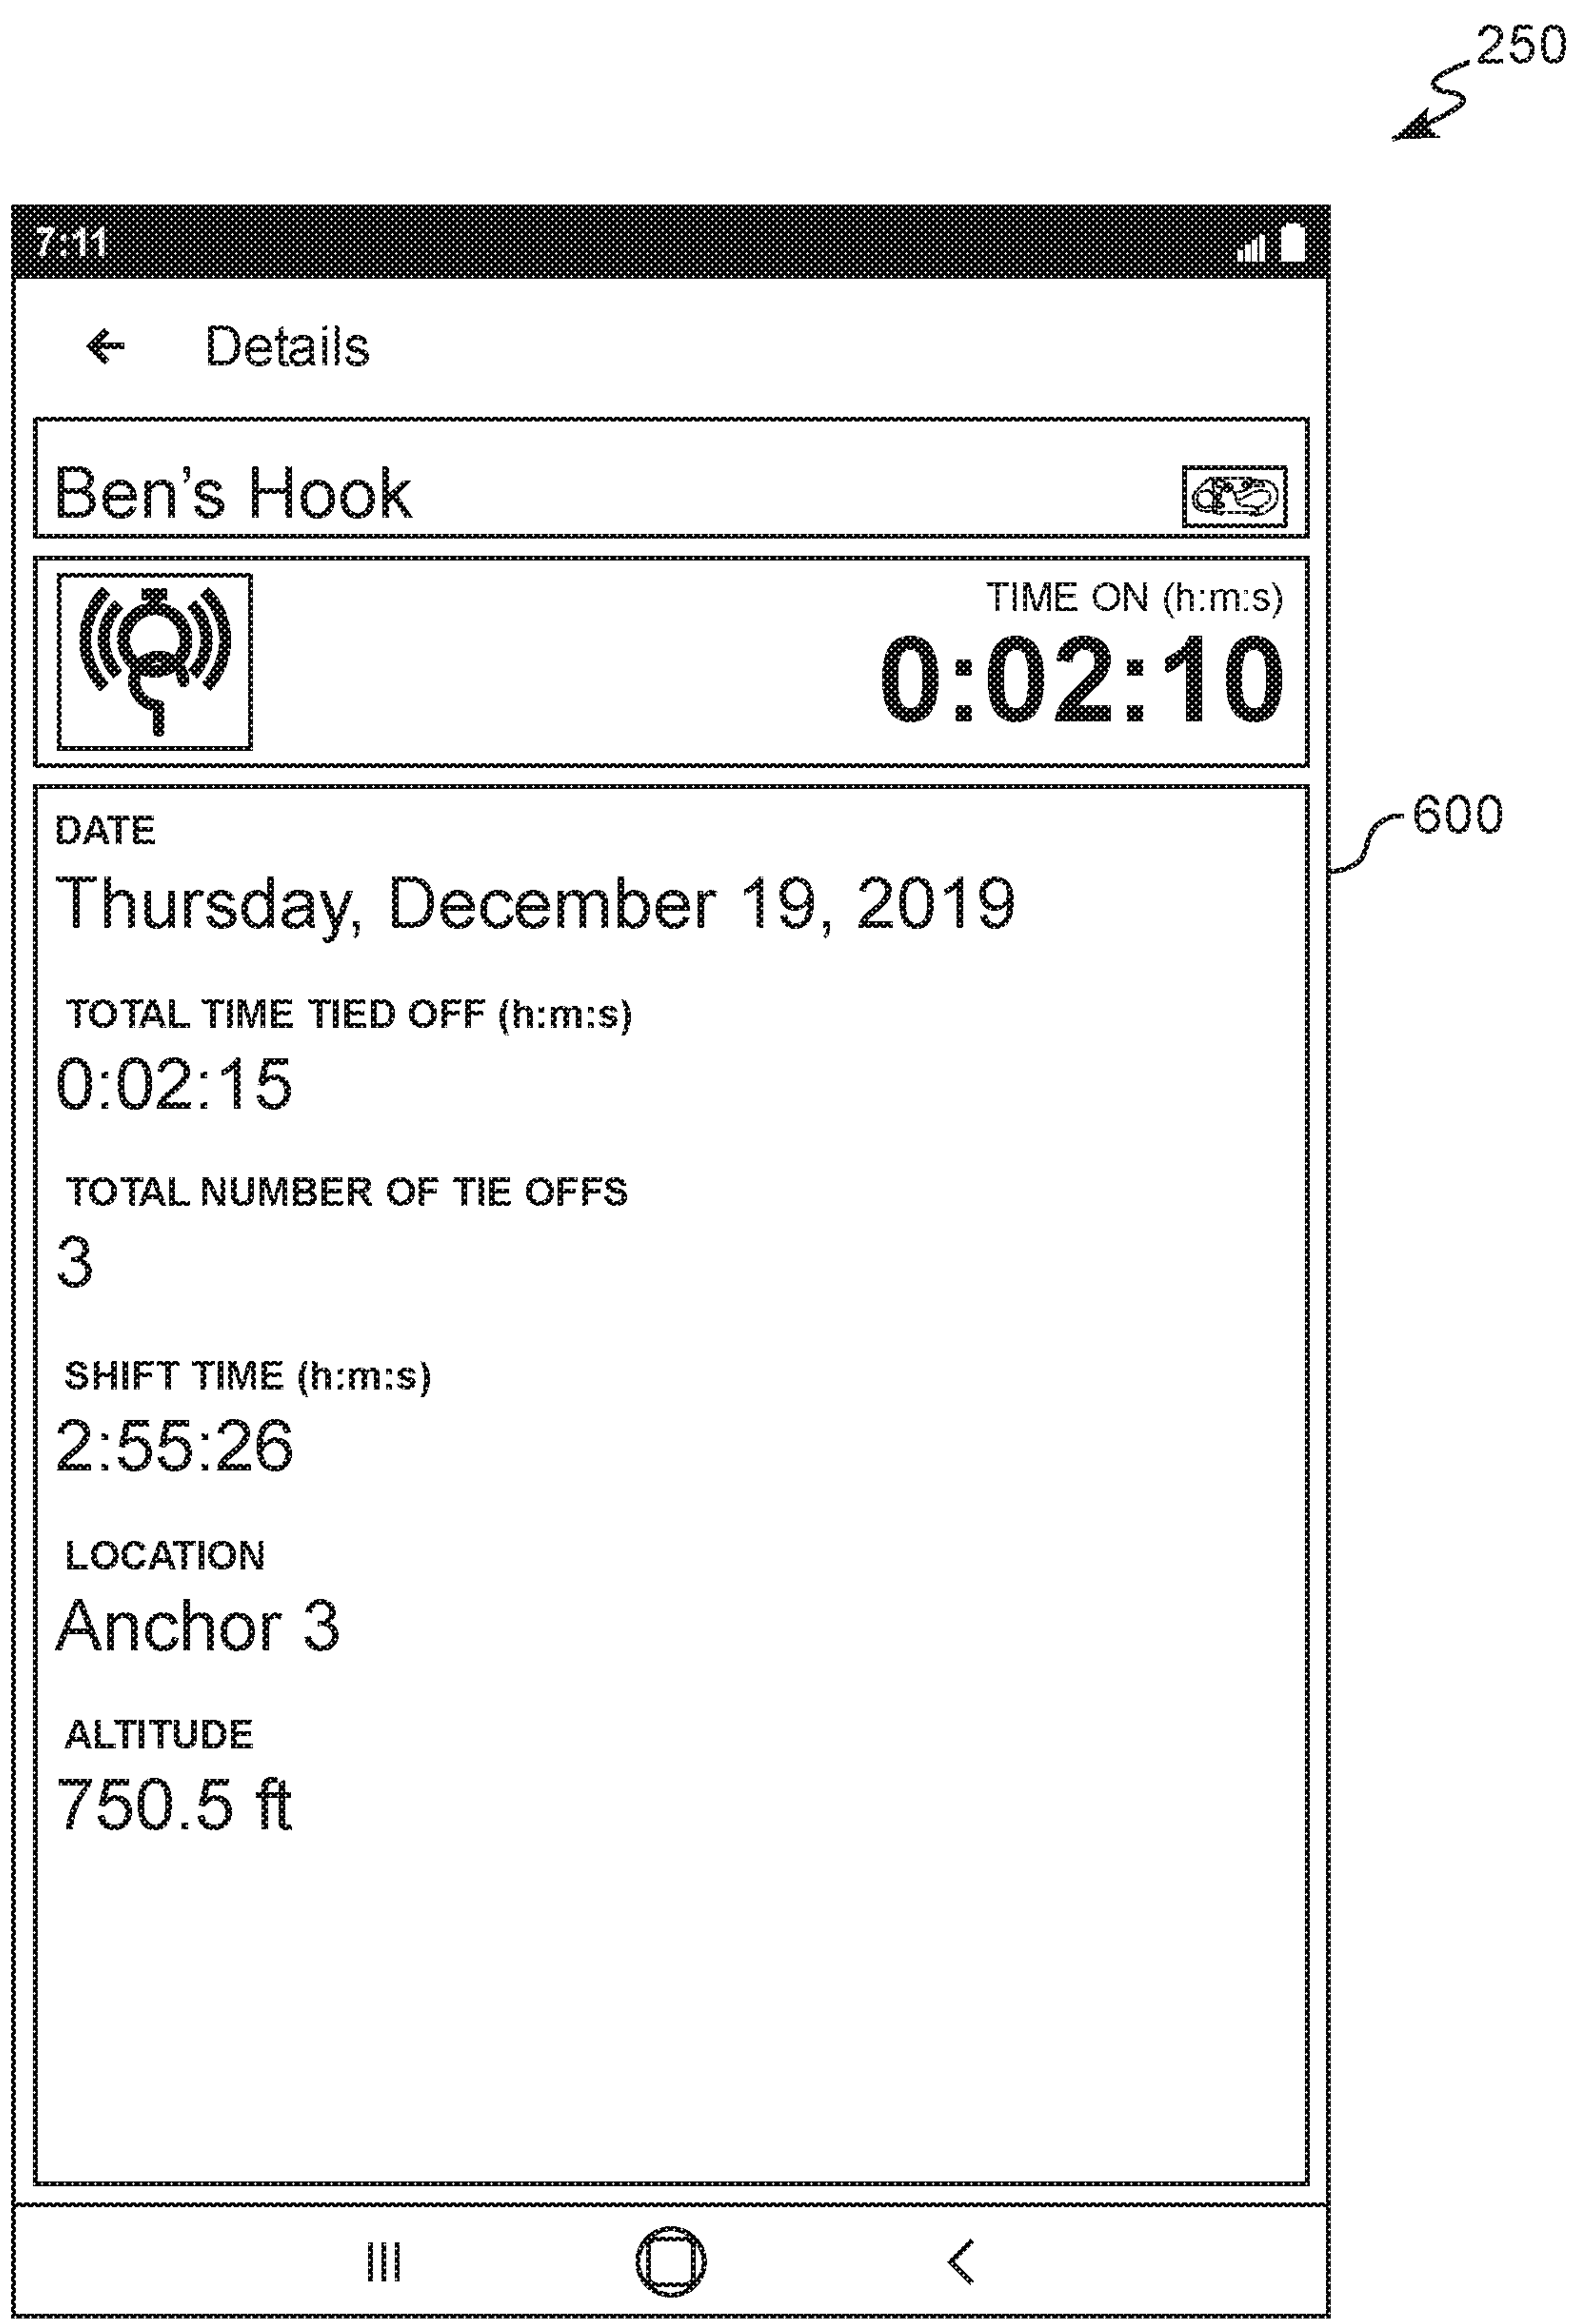 250
7:11
Details
Ben's Hook
TIME ON (h:m:s)
0:02:10
600
DATE
Thursday, December 19, 2019
TOTAL TIME TIED OFF (h:m:s)
0:02:15
TOTAL NUMBER OF TIE OFFS
3
SHIFT TIME (h:m:s)
2:55:26
LOCATION
Anchor 3
ALTITUDE
750.5 ft